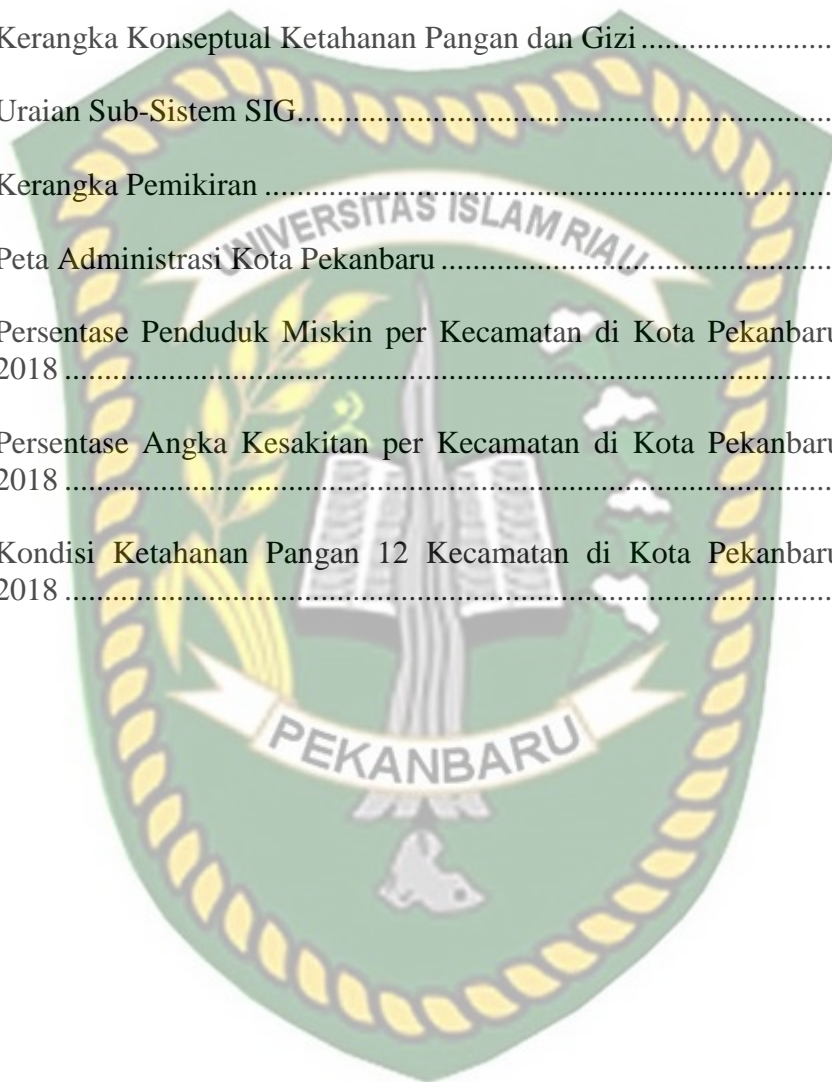 Kerangka Konseptual Ketahanan Pangan dan Gizi ......................
Uraian Sub-Sistem SIG..............................................................
Kerangka Pemikiran ..................................................................
UNIVERSITAS ISLAM RIAU
Peta Administrasi Kota Pekanbaru ............................................
Persentase Penduduk Miskin per Kecamatan di Kota Pekanbaru
2018 ..........................................................................................
Persentase Angka Kesakitan per Kecamatan di Kota Pekanbaru
2018 ..........................................................................................
Kondisi Ketahanan Pangan 12 Kecamatan di Kota Pekanbaru
2018 ..........................................................................................
PEKANBARU